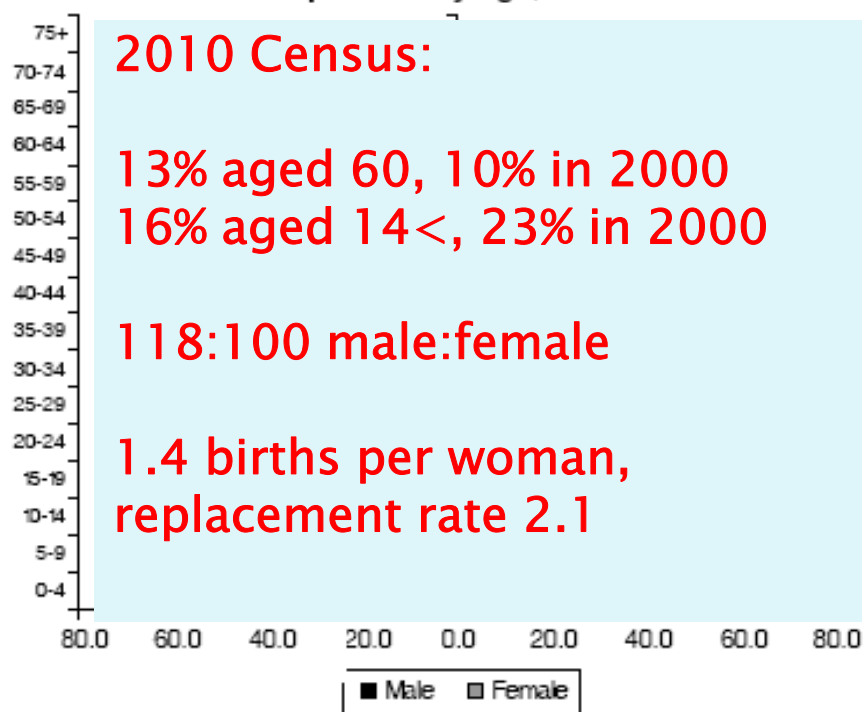 75+
70-74
65-69
60-64
55-59
50-54
45-49
40-44
35-39
30-34
25-29
20-24
15-19
10-14
5-9
0-4
2010 Census:
13% aged 60, 10% in 2000
16% aged 14<, 23% in 2000
118:100 male:female
1.4 births per woman,
replacement rate 2.1
80.0 60.0 40.0 20.0 0.0 20.0 40.0 60.0 80.0
Male Female